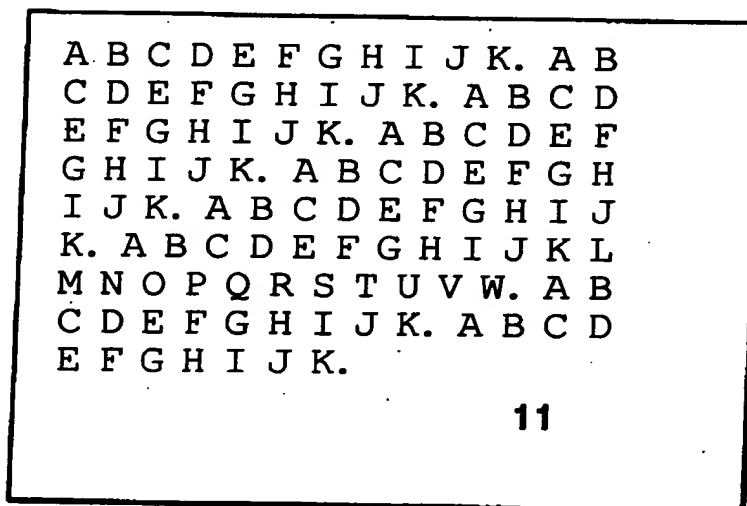 A B C D E F G H I J K. A B
C D E F G H I J K. A B C D
E F G H I J K. A B C D E F
G H I J K. A B C D E F G H
I J K. A B C D E F G H I J
K. A B C D E F G H I J K L
M N O P Q R S T U V W. A B
C D E F G H I J K. A B C D
E F G H I J K.
11